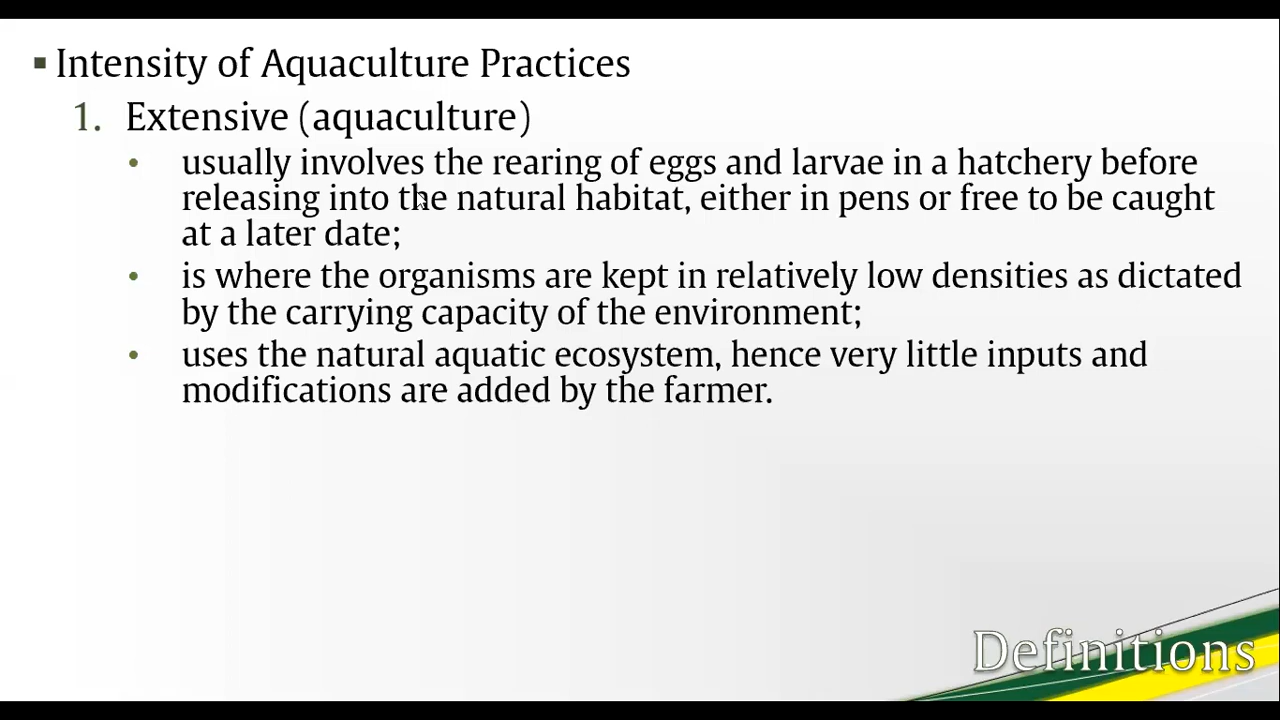 ▪ Intensity of Aquaculture Practices
1. Extensive (aquaculture)
• usually involves the rearing of eggs and larvae in a hatchery before
releasing into the natural habitat, either in pens or free to be caught
at a later date;
• is where the organisms are kept in relatively low densities as dictated
by the carrying capacity of the environment;
• uses the natural aquatic ecosystem, hence very little inputs and
modifications are added by the farmer.
Definitions